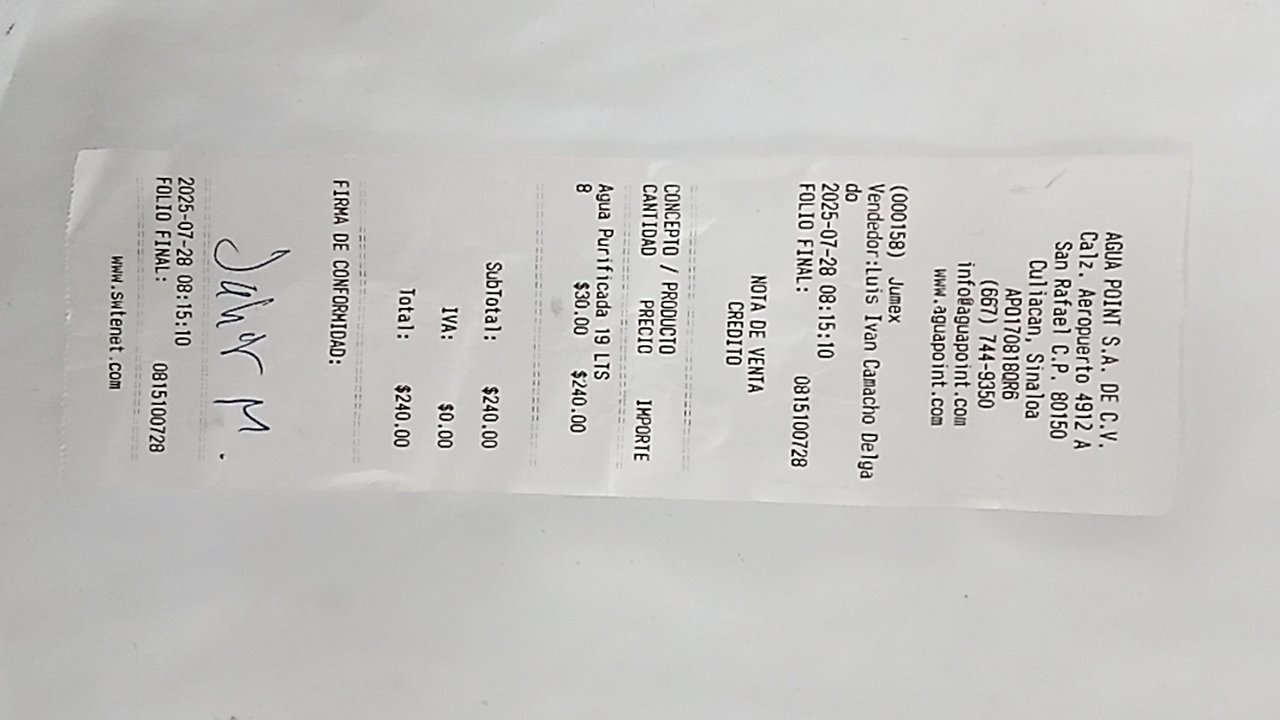 AGUA POINT S.A. DE C.V.
Calz. Aeropuerto 4912 A
San Rafael C.P. 80150
Culiacan, Sinaloa
APO170818QR6
(667) 744-9350
info@aguapoint.com
www.aguapoint.com
(000158) Jumex
Vendedor:Luis Ivan Camacho Delga
do
2025-07-28 08:15:10
FOLIO FINAL: 0815100728
NOTA DE VENTA
CREDITO
CONCEPTO / PRODUCTO
CANTIDAD PRECIO IMPORTE
Agua Purificada 19 LTS
8 $30.00 $240.00
SubTotal: $240.00
IVA: $0.00
Total: $240.00
FIRMA DE CONFORMIDAD:
2025-07-28 08:15:10
FOLIO FINAL: 0815100728
www.swtenet.com